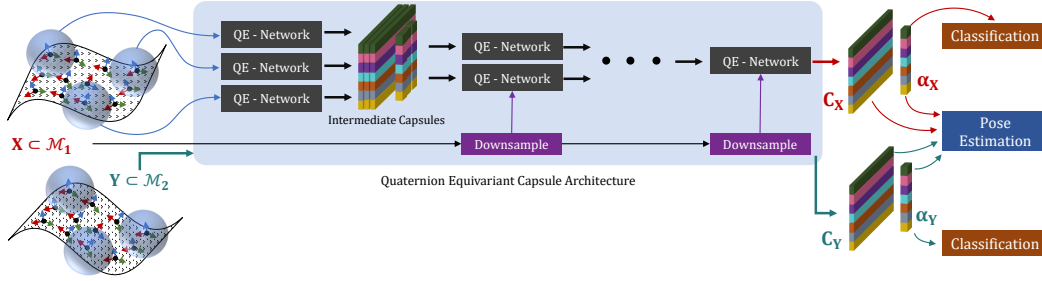 QE - Network
QE - Network
QE - Network
Intermediate Capsules
QE - Network
QE - Network
QE - Network
Downsample
Downsample
Quaternion Equivariant Capsule Architecture
X ⊂ ℳ₁
Y ⊂ ℳ₂
C_X
α_X
Classification
Pose
Estimation
C_Y
α_Y
Classification